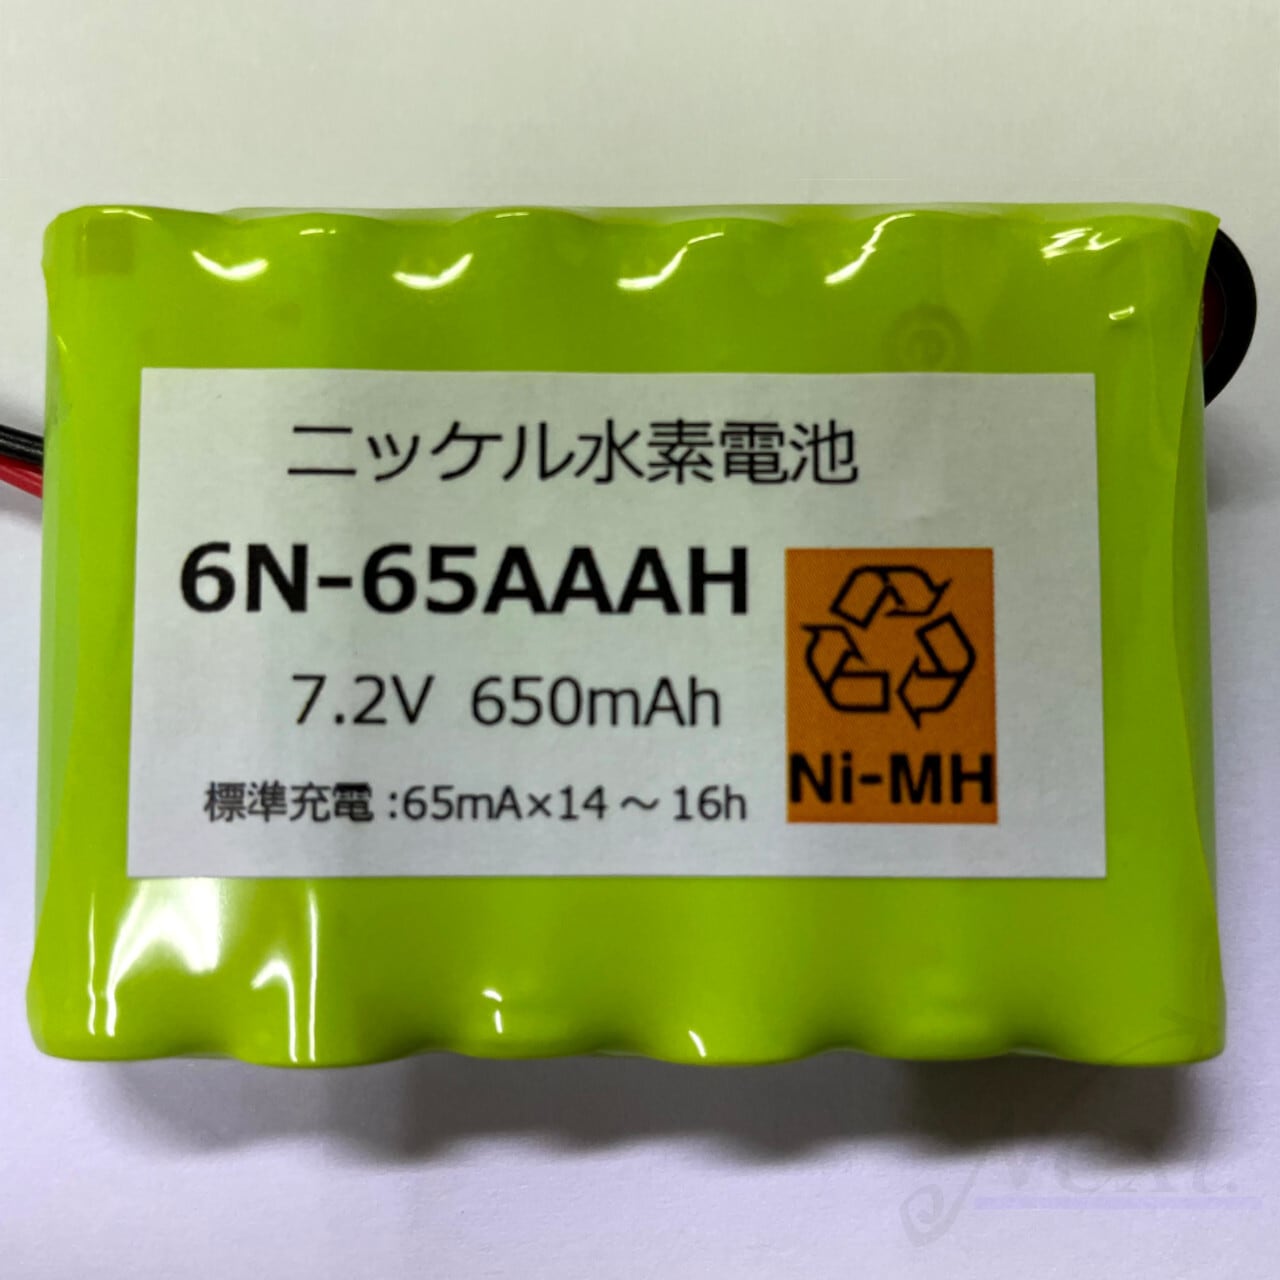 ニッケル水素電池
6N-65AAAH
7.2V 650mAh
標準充電:65mA×14～16h
Ni-MH
Next.